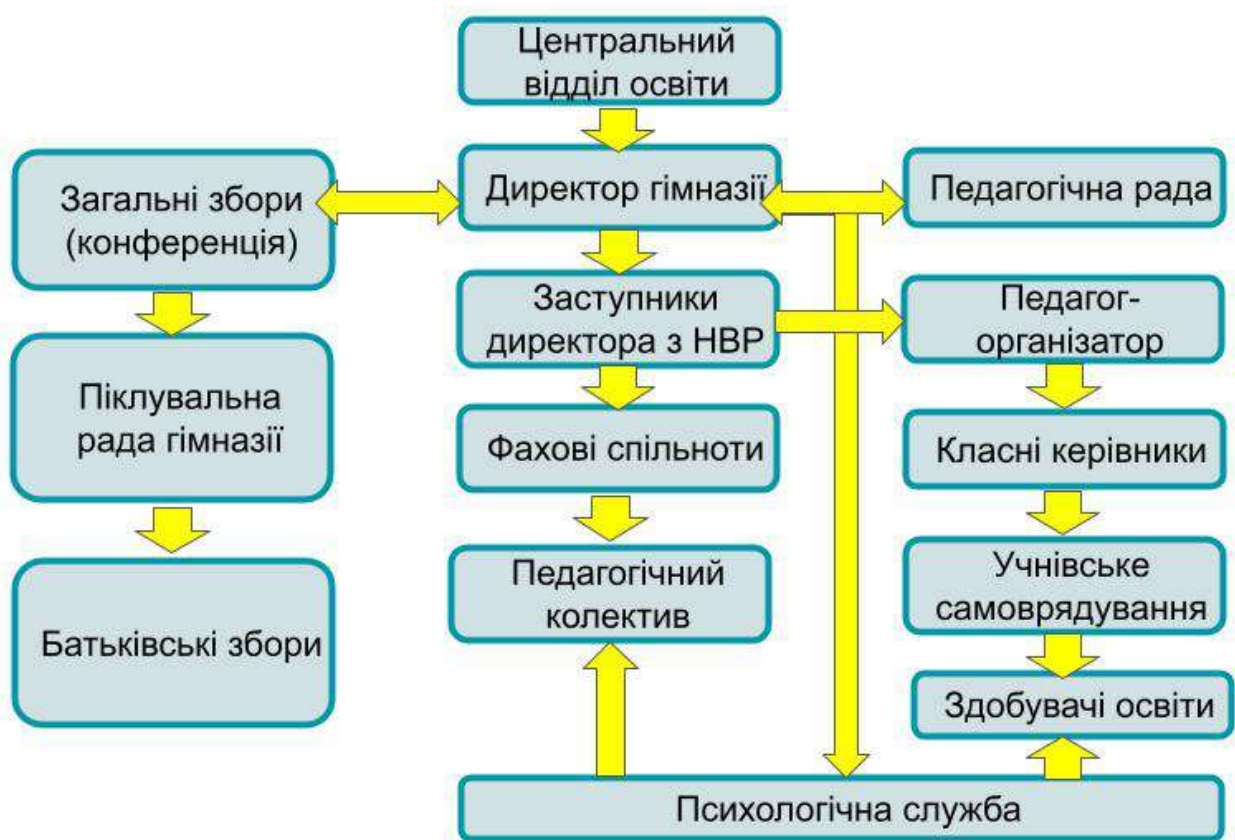 Центральний
відділ освіти
Загальні збори
(конференція)
Директор гімназії
Педагогічна рада
Заступники
директора з НВР
Педагог-
організатор
Піклувальна
рада гімназії
Фахові спільноти
Класні керівники
Батьківські збори
Педагогічний
колектив
Учнівське
самоврядування
Здобувачі освіти
Психологічна служба